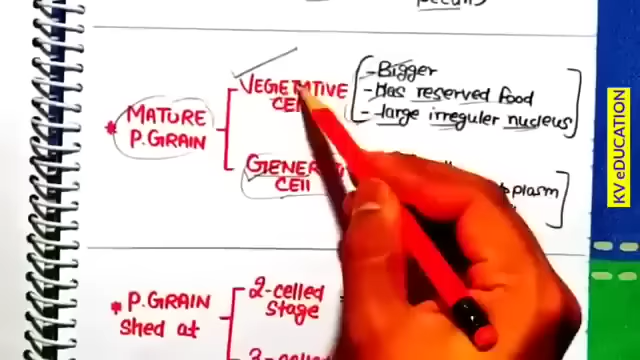 * MATURE
P.GRAIN
VEGETATIVE
CEll
- Bigger
- Has reserved food
- large irreguler nucleus
GENER
CEll
plasm
* P.GRAIN
shed at
2-celled
stage
KV eDUCATION